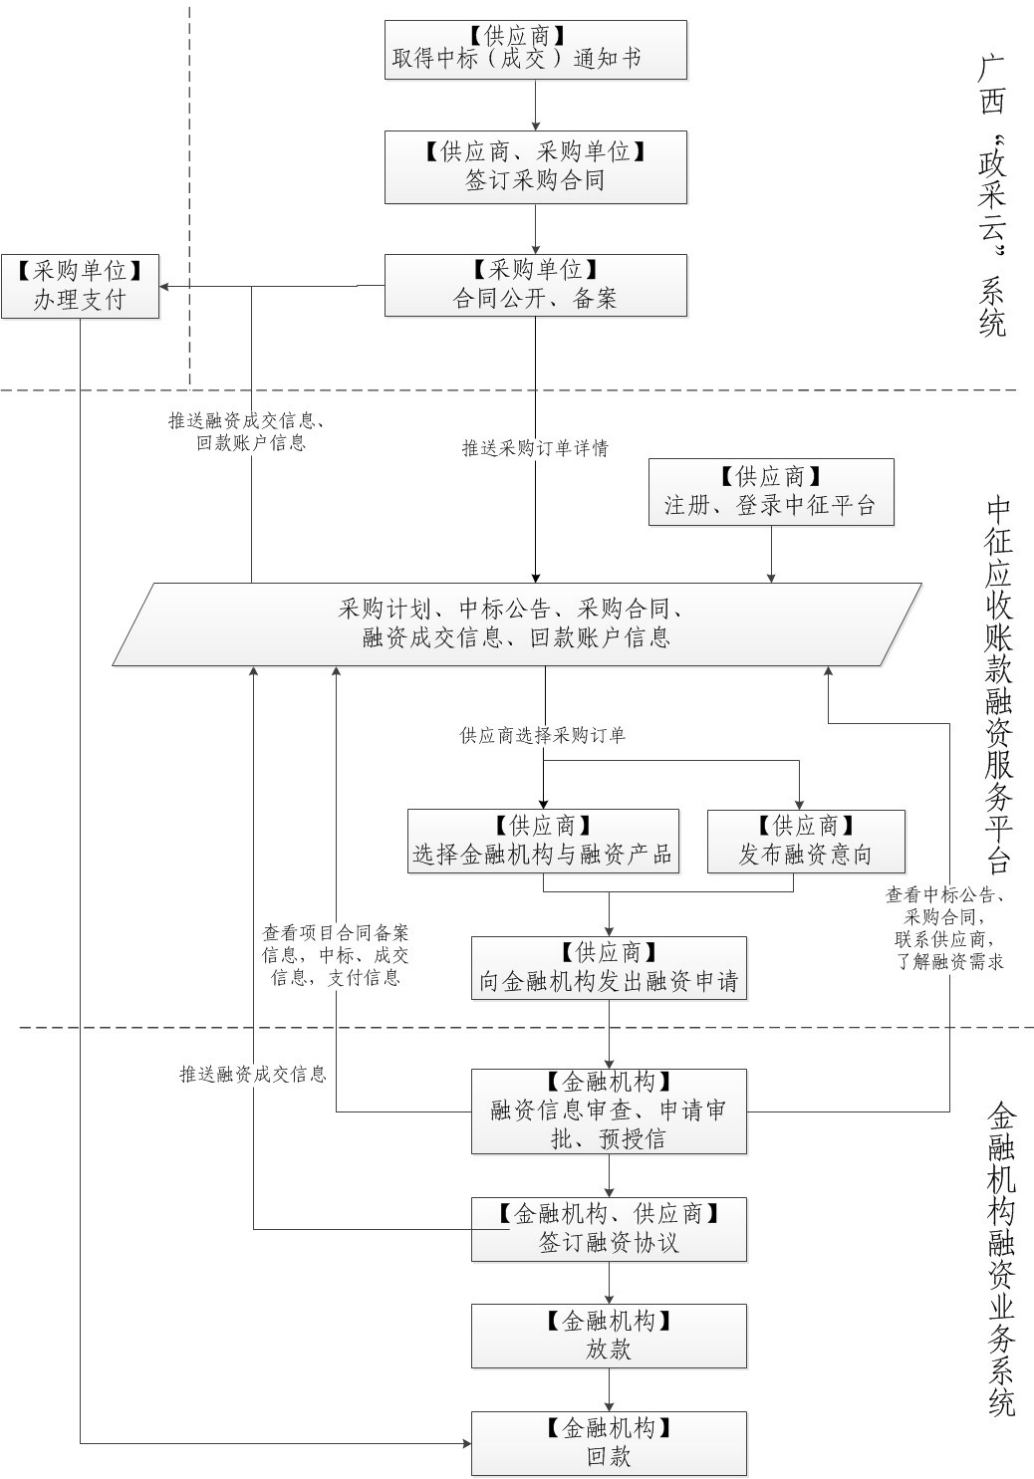 【供应商】
取得中标（成交）通知书
【供应商、采购单位】
签订采购合同
【采购单位】
合同公开、备案
【采购单位】
办理支付
广西“政采云”系统
推送融资成交信息、
回款账户信息
推送采购订单详情
【供应商】
注册、登录中征平台
采购计划、中标公告、采购合同、
融资成交信息、回款账户信息
中征应收账款融资服务平台
供应商选择采购订单
【供应商】
选择金融机构与融资产品
【供应商】
发布融资意向
查看中标公告、
采购合同，
联系供应商，
了解融资需求
查看项目合同备案
信息，中标、成交
信息，支付信息
【供应商】
向金融机构发出融资申请
推送融资成交信息
【金融机构】
融资信息审查、申请审
批、预授信
【金融机构、供应商】
签订融资协议
【金融机构】
放款
【金融机构】
回款
金融机构融资业务系统